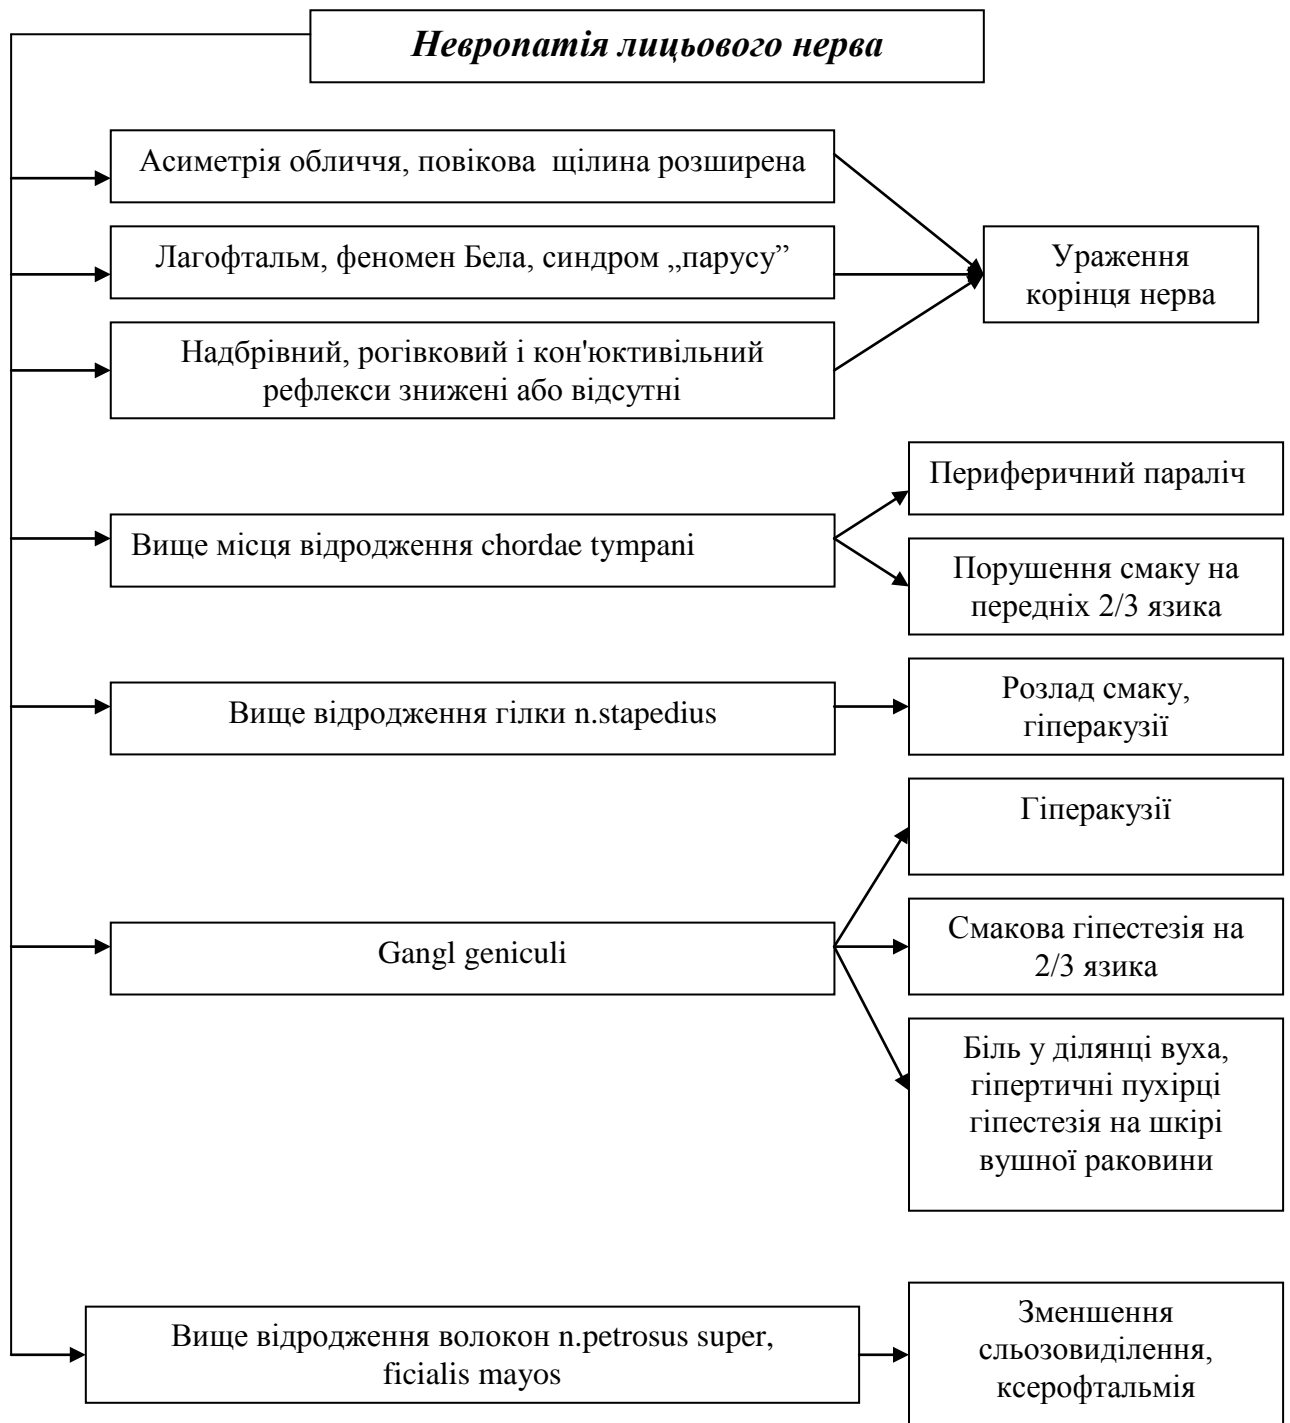 Невропатія лицьового нерва
Асиметрія обличчя, повікова щілина розширена
Лагофтальм, феномен Бела, синдром „парусу”
Ураження
корінця нерва
Надбрівний, рогівковий і кон'юктивільний
рефлекси знижені або відсутні
Периферичний параліч
Вище місця відродження chordae tympani
Порушення смаку на
передніх 2/3 язика
Вище відродження гілки n.stapedius
Розлад смаку,
гіперакузії
Гіперакузії
Gangl geniculi
Смакова гіпестезія на
2/3 язика
Біль у ділянці вуха,
гіпертичні пухірці
гіпестезія на шкірі
вушної раковини
Вище відродження волокон n.petrosus super,
ficialis mayos
Зменшення
сльозовиділення,
ксерофтальмія